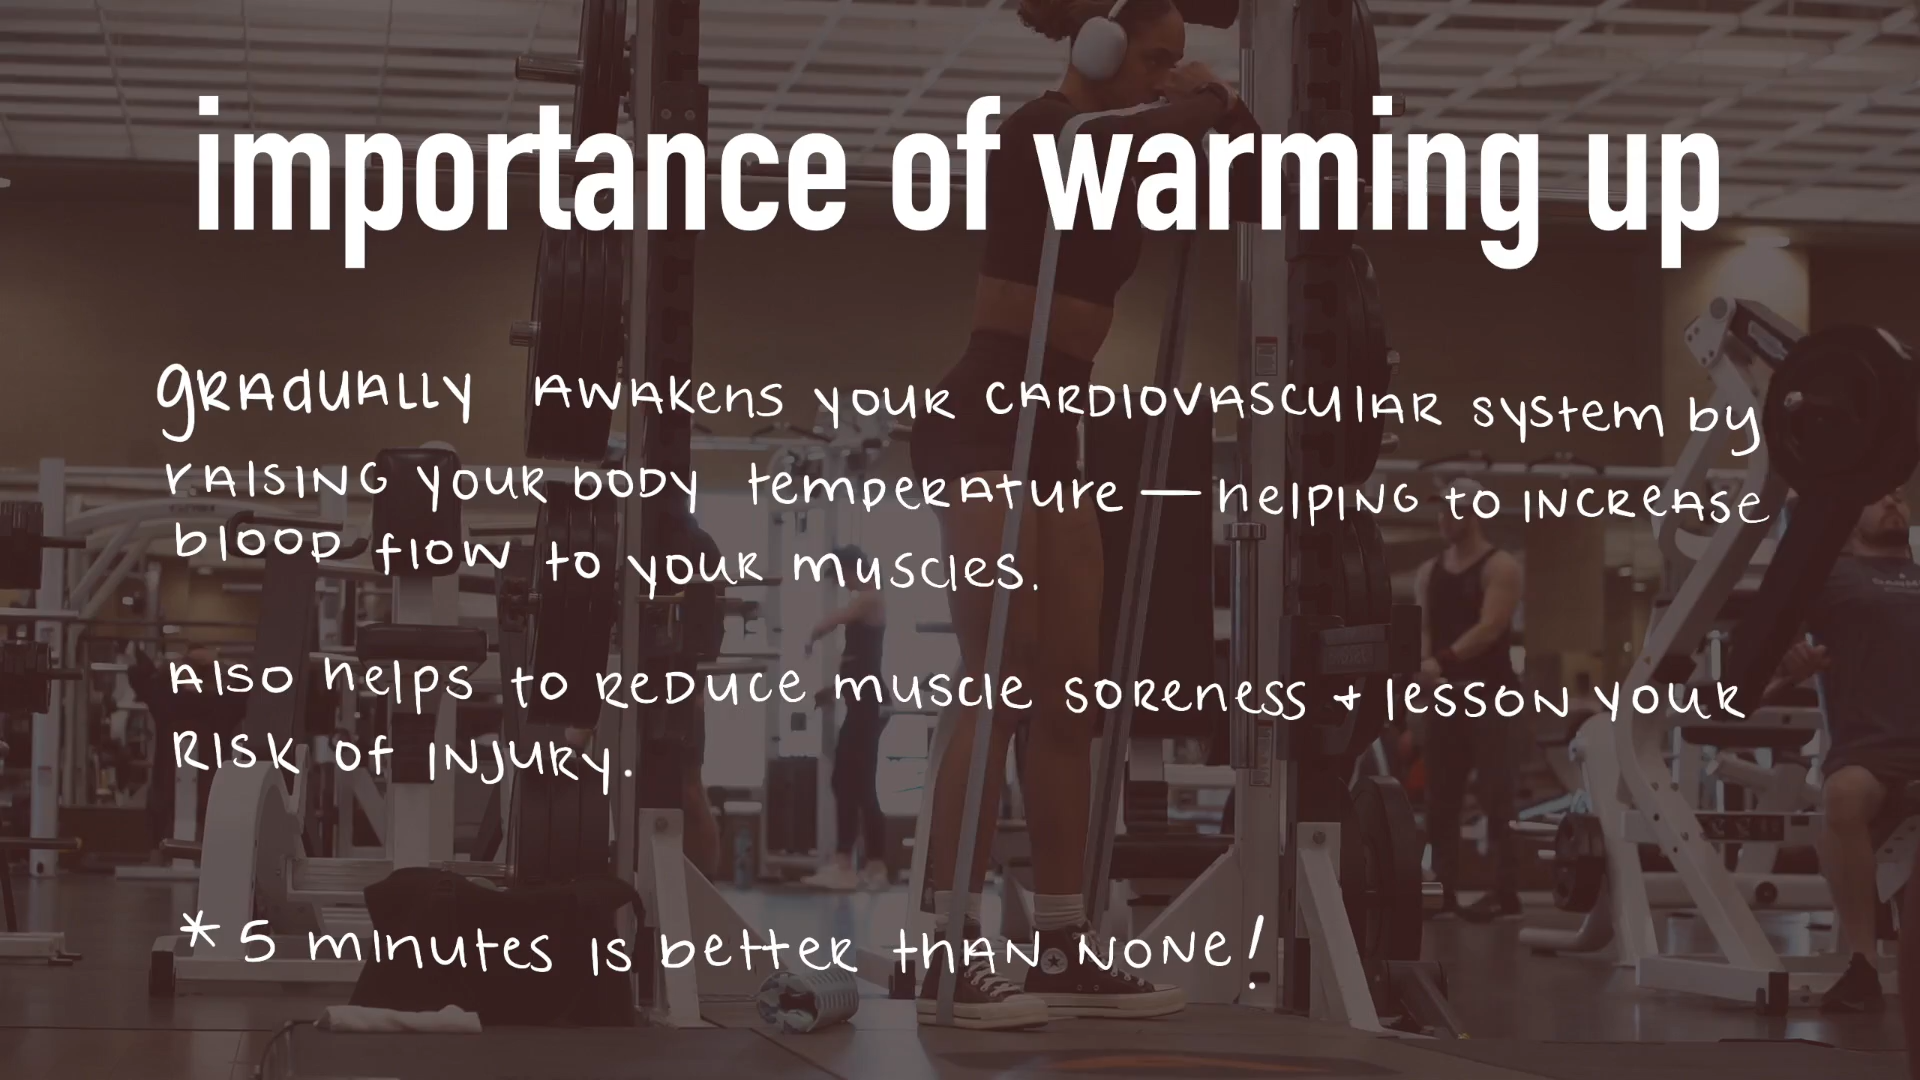 importance of warming up
gradually awakens your cardiovascular system by
raising your body temperature — helping to increase
blood flow to your muscles.
Also helps to reduce muscle soreness + lesson your
risk of injury.
* 5 minutes is better than none!